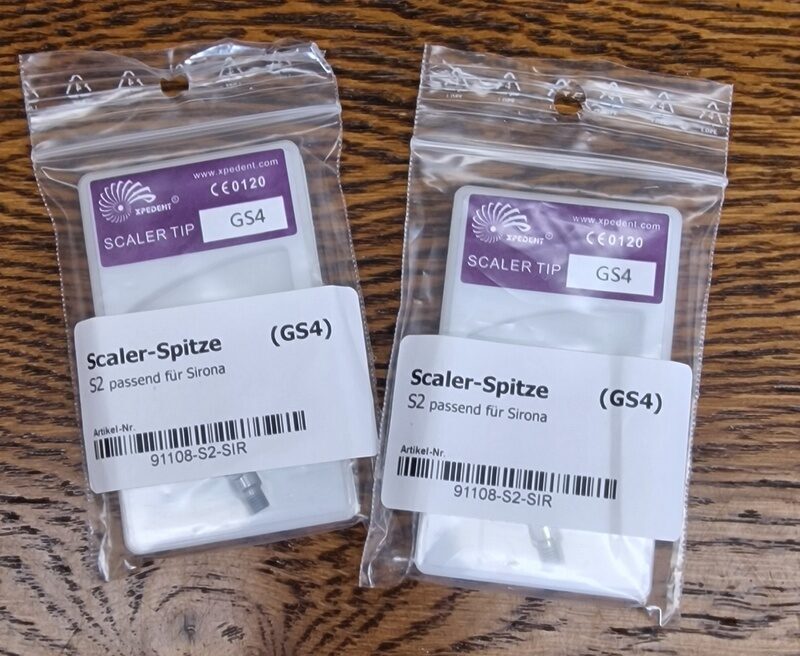 www.xpedent.com
CE0120
XPEDENT®
SCALER TIP GS4
Scaler-Spitze (GS4)
S2 passend für Sirona
Artikel-Nr.
91108-S2-SIR
www.xpedent.com
CE0120
XPEDENT®
SCALER TIP GS4
Scaler-Spitze (GS4)
S2 passend für Sirona
Artikel-Nr.
91108-S2-SIR